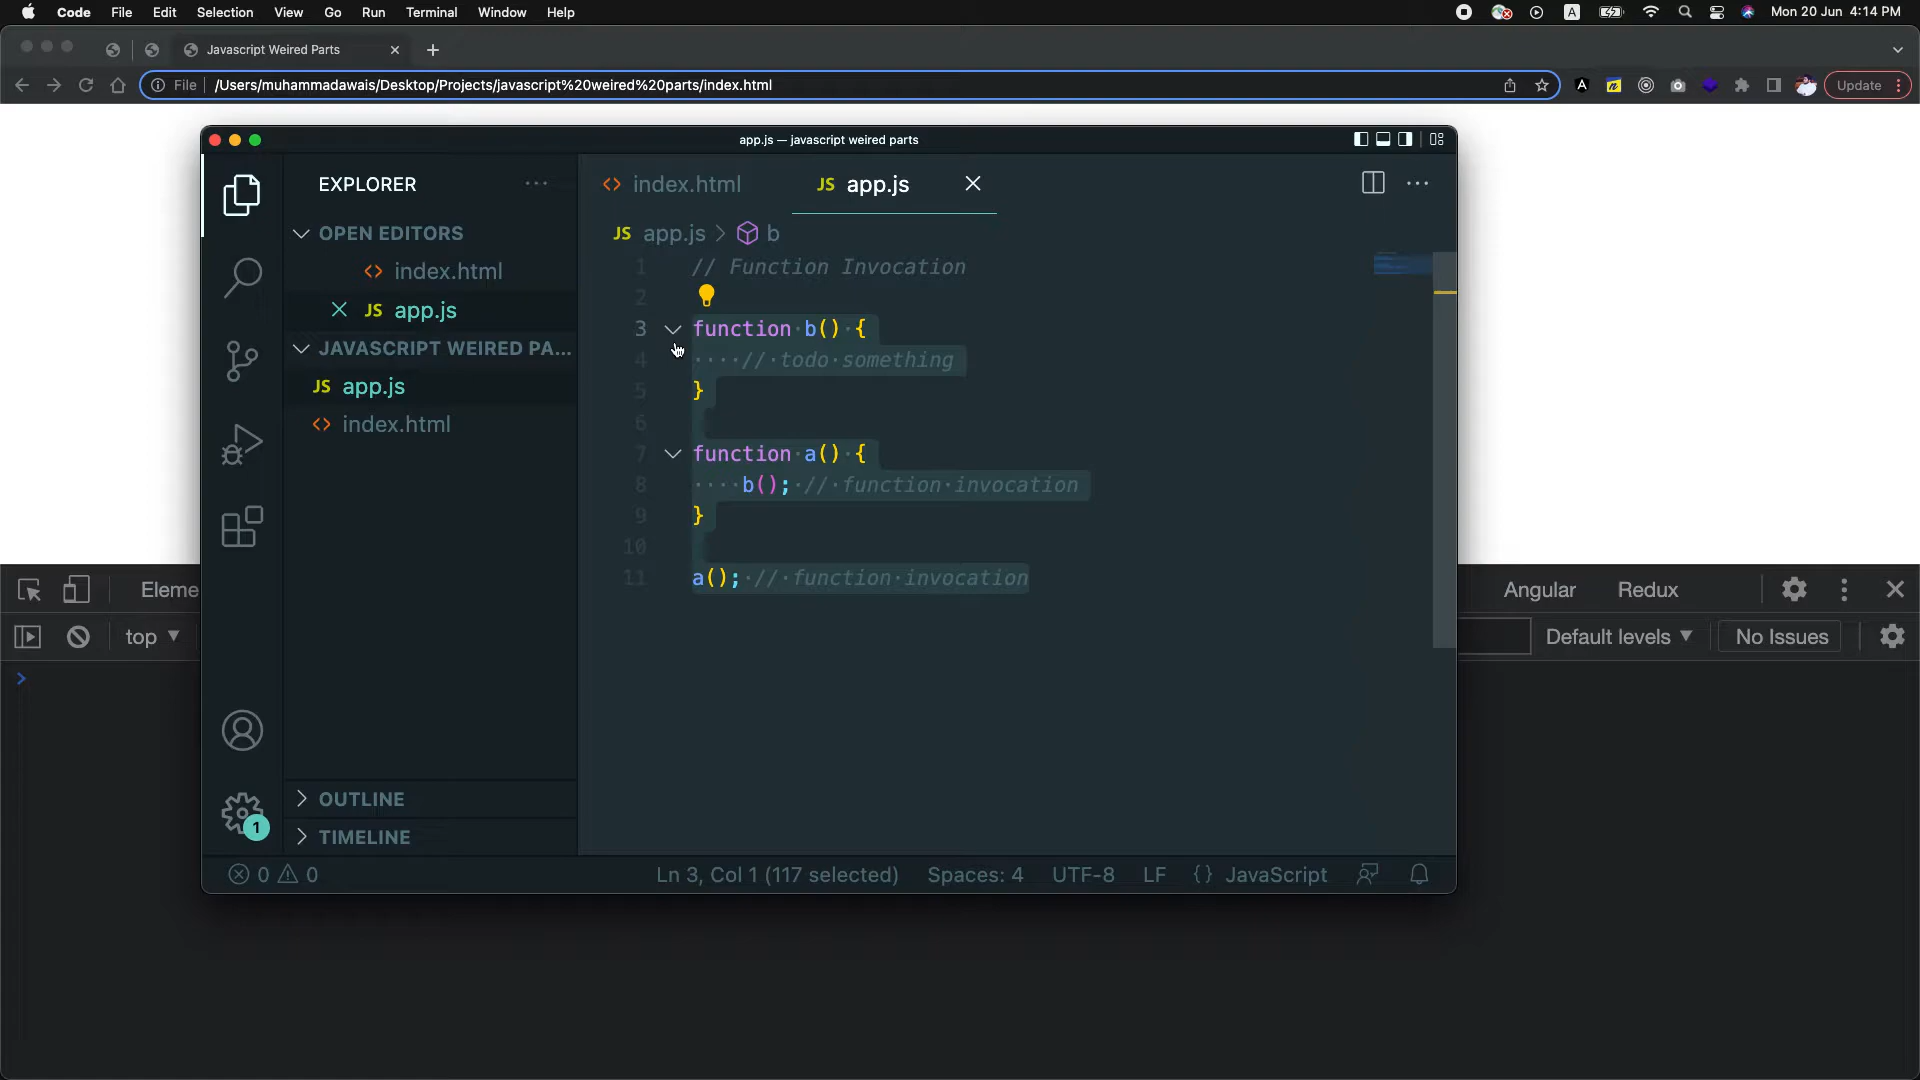 Code File Edit Selection View Go Run Terminal Window Help
A Mon 20 Jun 4:14 PM
Javascript Weired Parts
File /Users/muhammadawais/Desktop/Projects/javascript%20weired%20parts/index.html
Update
app.js — javascript weired parts
EXPLORER
index.html
JS app.js
OPEN EDITORS
JS app.js > b
index.html
JS app.js
JAVASCRIPT WEIRED PA...
JS app.js
index.html
1 // Function Invocation
2
3 function b() {
4 ····//·todo·something
5 }
6
7 function a() {
8 ····b();·//·function·invocation
9 }
10
11 a();·//·function·invocation
OUTLINE
TIMELINE
1
0 0
Ln 3, Col 1 (117 selected) Spaces: 4 UTF-8 LF {} JavaScript
Eleme
Angular Redux
top
Default levels No Issues